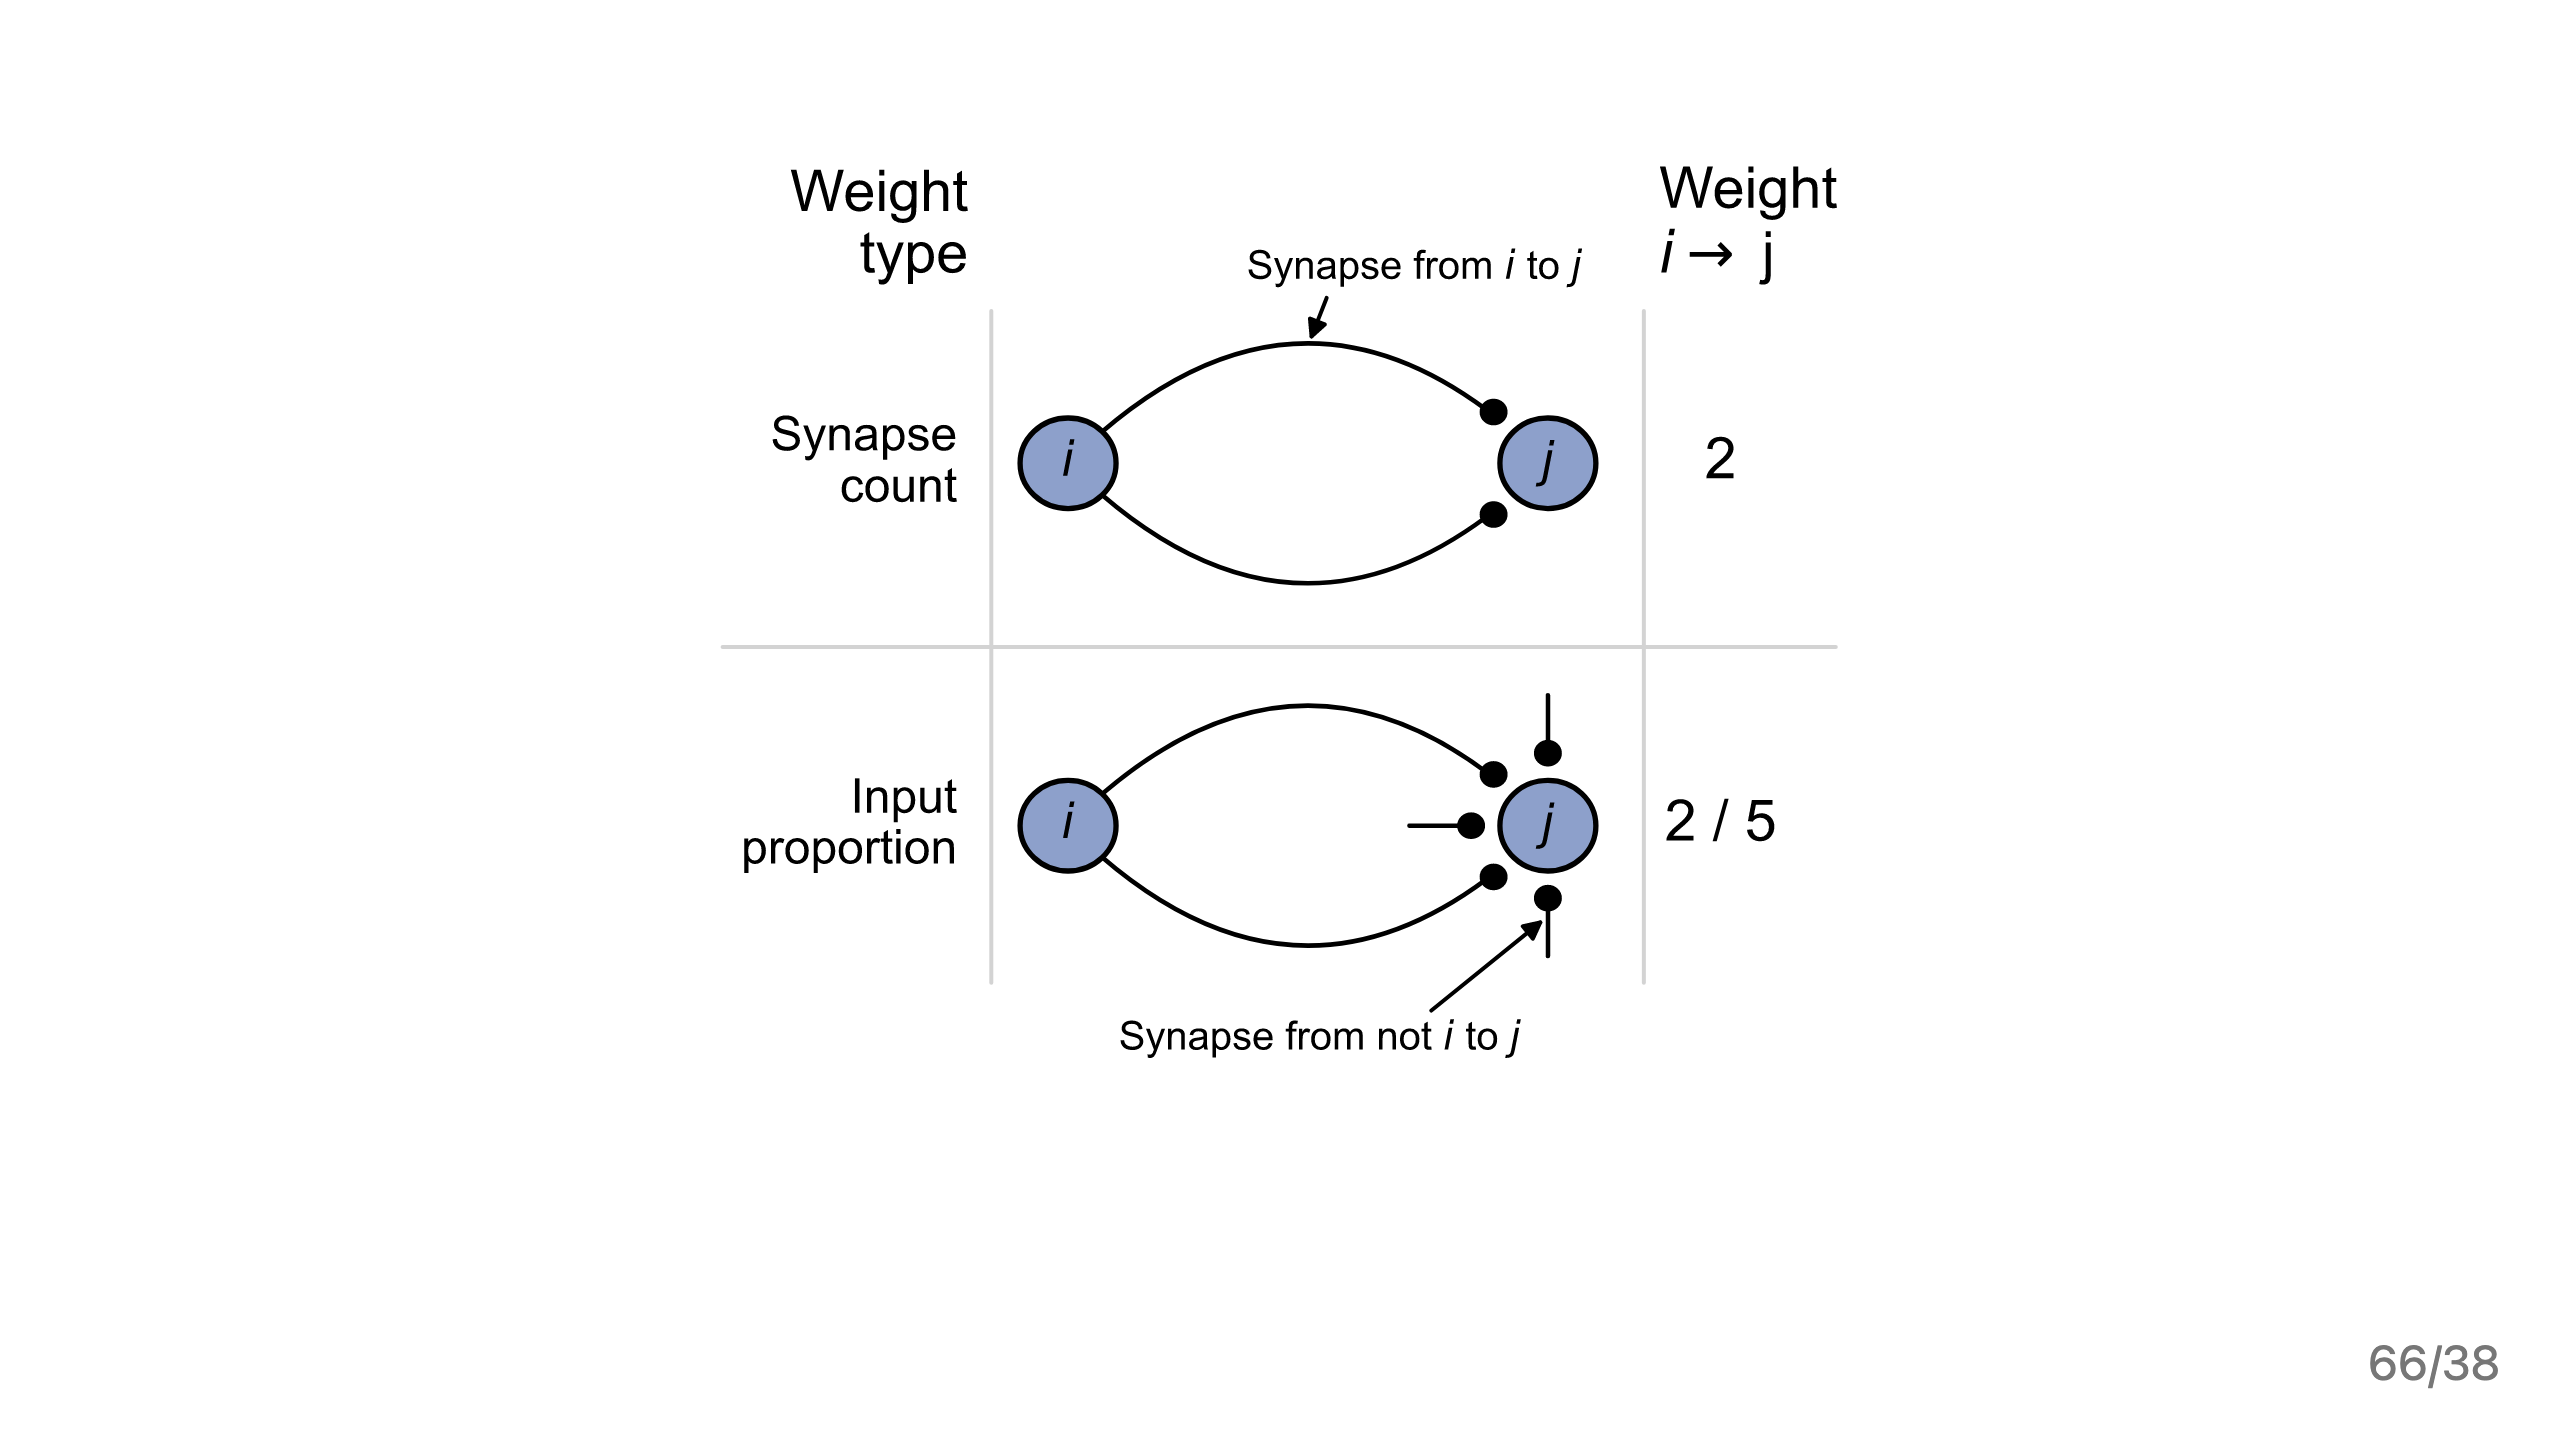 Weight
type
Weight
i → j
Synapse from i to j
Synapse
count
i
j
2
Input
proportion
i
j
2 / 5
Synapse from not i to j
66/38